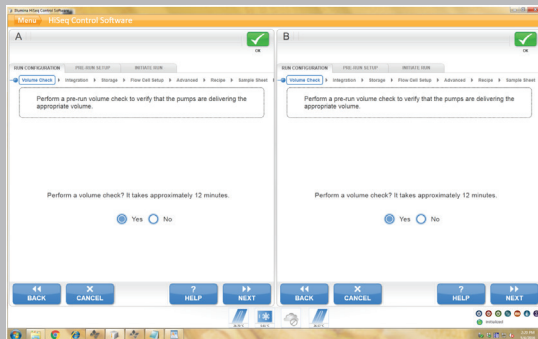 Illumina HiSeq Control Software
Menu HiSeq Control Software
A
OK
RUN CONFIGURATION PRE-RUN SETUP INITIATE RUN
Volume Check Integration Storage Flow Cell Setup Advanced Recipe Sample Sheet
Perform a pre-run volume check to verify that the pumps are delivering the
appropriate volume.
Perform a volume check? It takes approximately 12 minutes.
Yes No
BACK CANCEL HELP NEXT
B
OK
RUN CONFIGURATION PRE-RUN SETUP INITIATE RUN
Volume Check Integration Storage Flow Cell Setup Advanced Recipe Sample Sheet
Perform a pre-run volume check to verify that the pumps are delivering the
appropriate volume.
Perform a volume check? It takes approximately 12 minutes.
Yes No
BACK CANCEL HELP NEXT